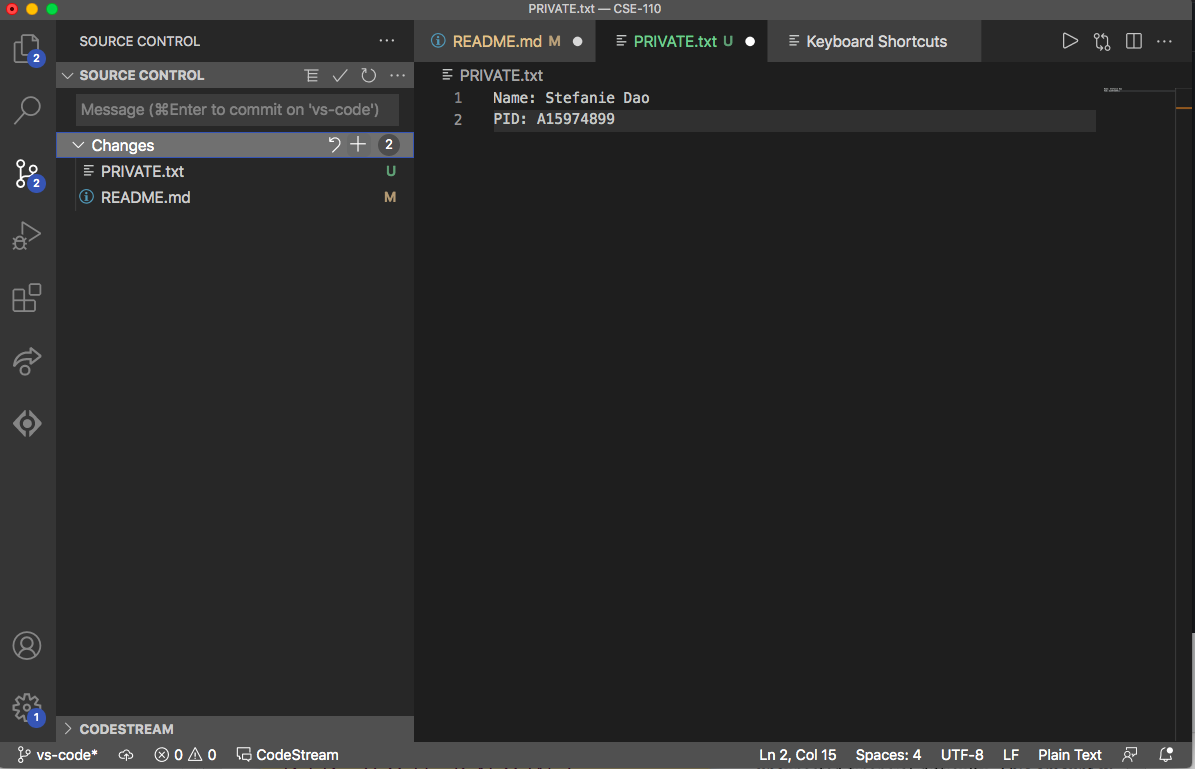 PRIVATE.txt — CSE-110
SOURCE CONTROL
README.md M
PRIVATE.txt U
Keyboard Shortcuts
SOURCE CONTROL
Message (⌘Enter to commit on 'vs-code')
Changes 2
PRIVATE.txt U
README.md M
PRIVATE.txt
1 Name: Stefanie Dao
2 PID: A15974899
2
2
1
CODESTREAM
vs-code* 0 0 CodeStream Ln 2, Col 15 Spaces: 4 UTF-8 LF Plain Text